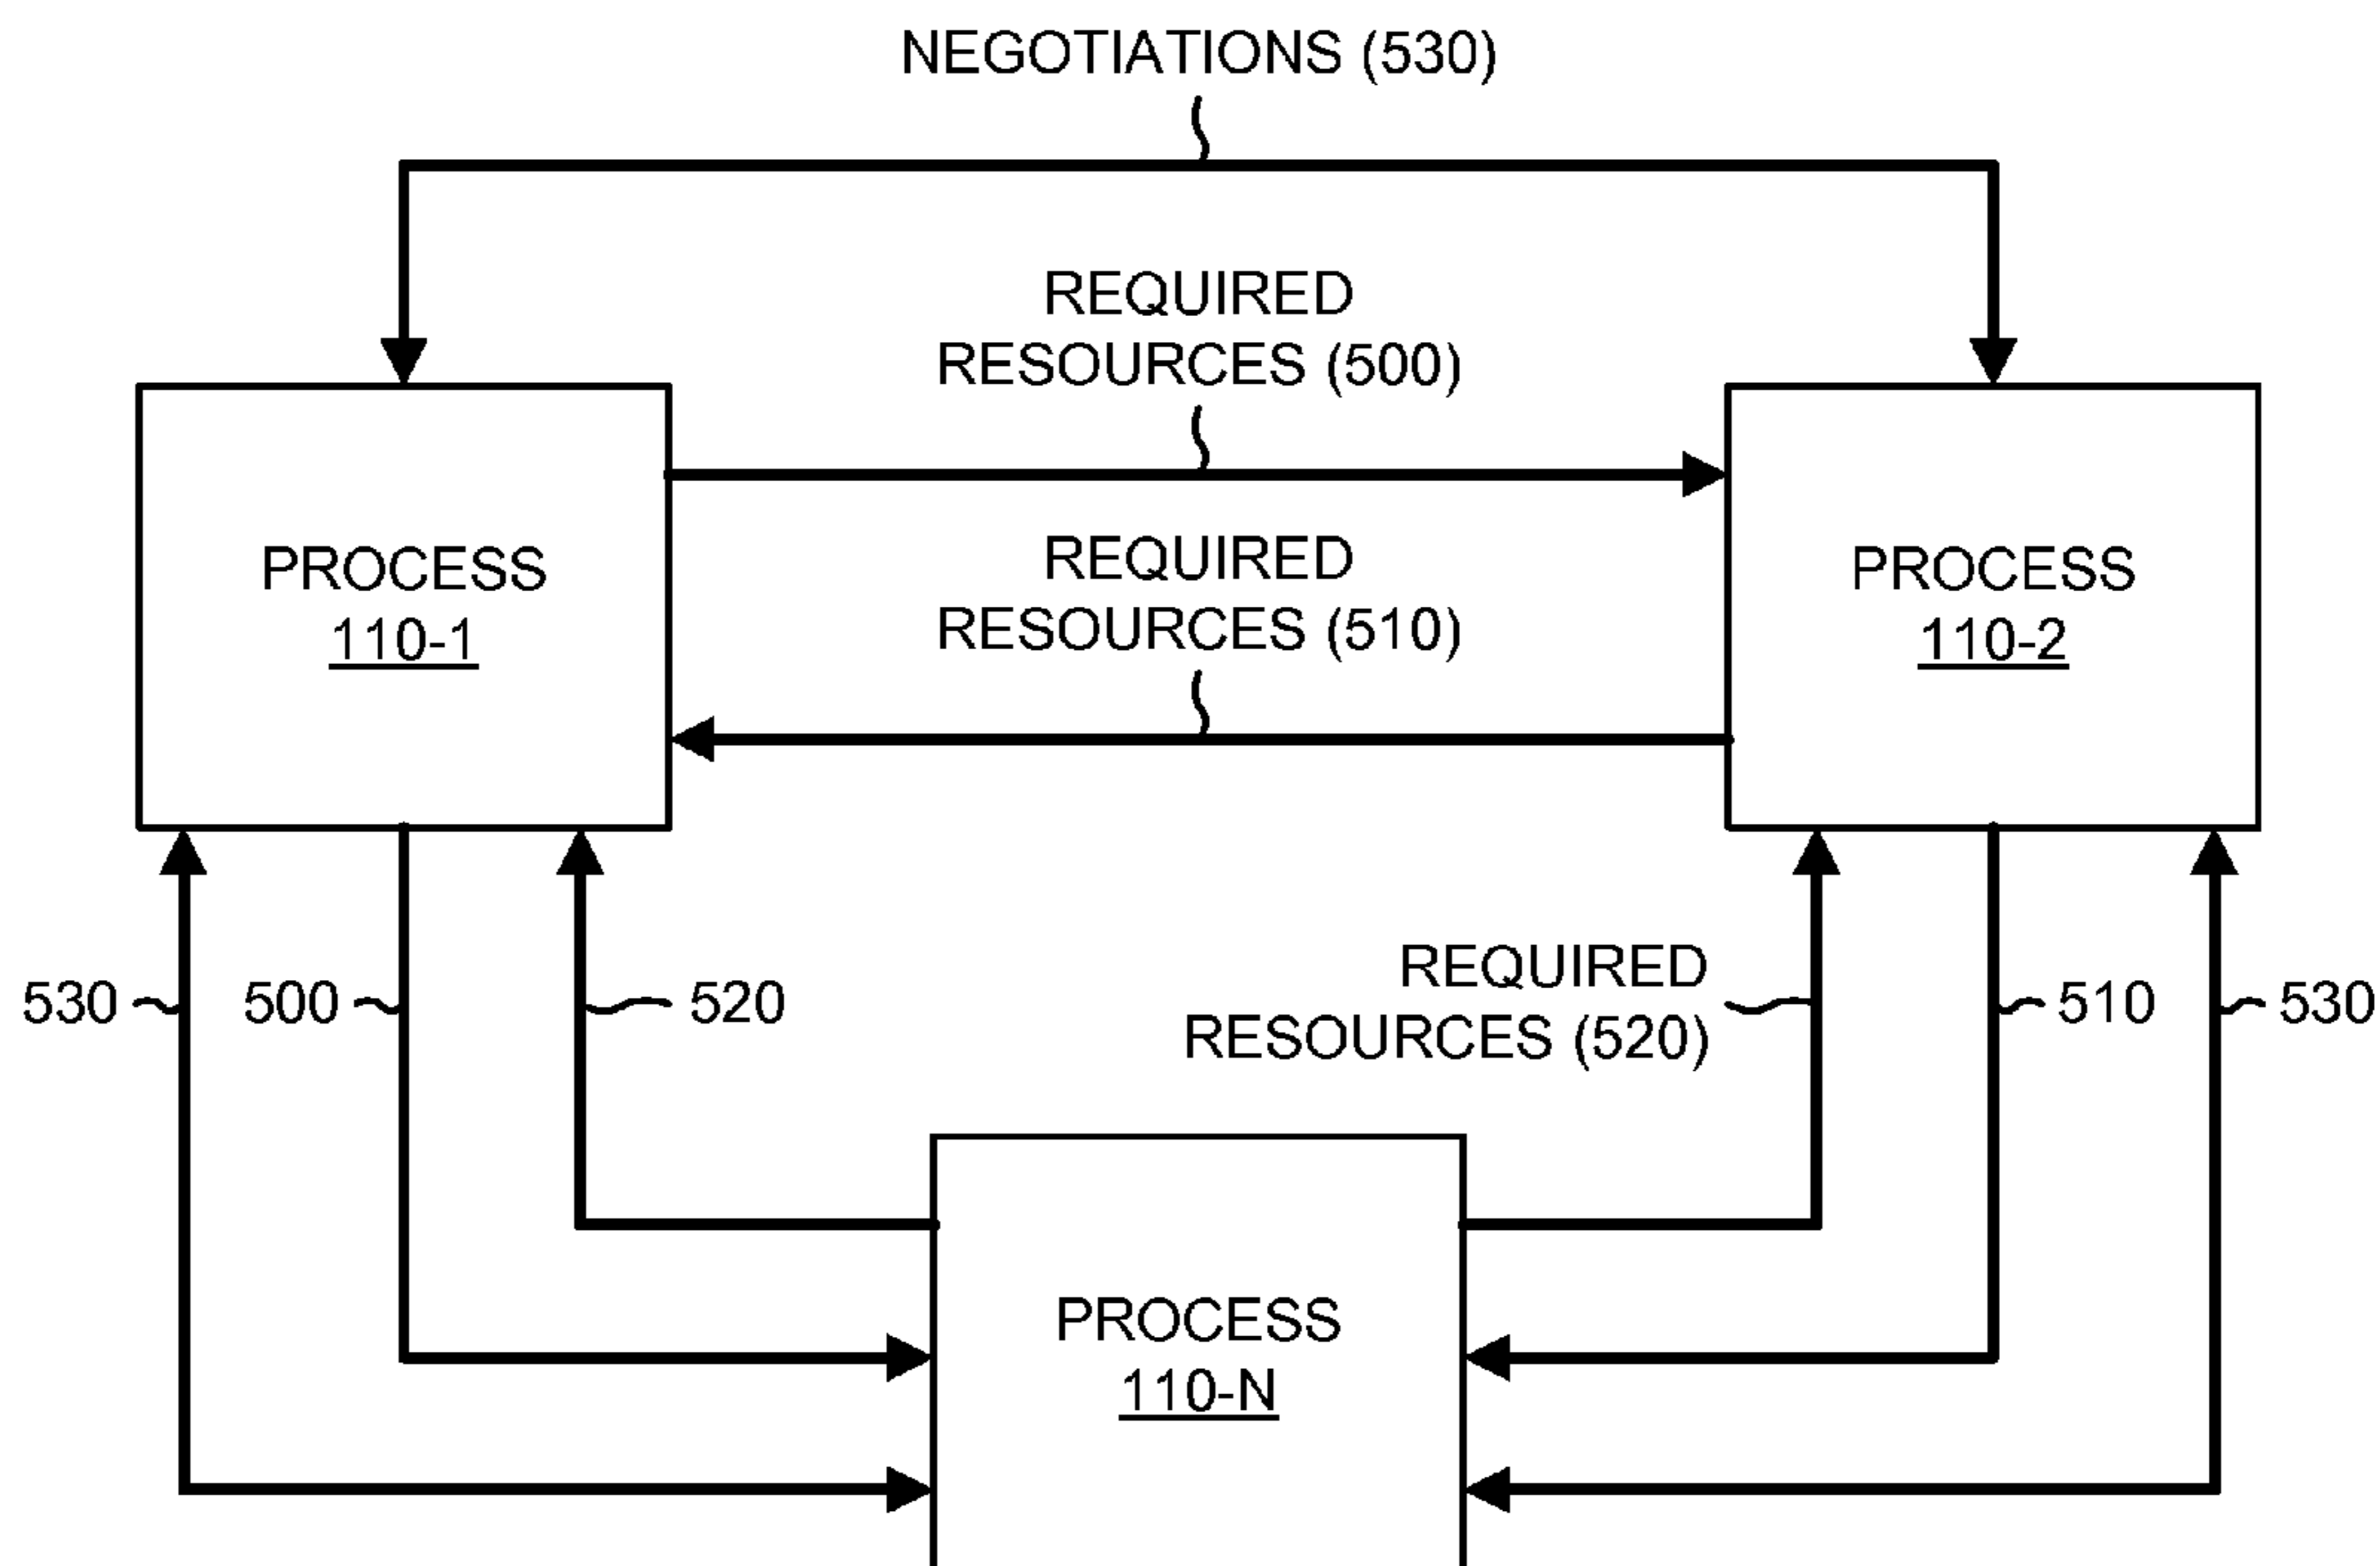 NEGOTIATIONS (530)
REQUIRED
RESOURCES (500)
PROCESS
110-1
REQUIRED
RESOURCES (510)
PROCESS
110-2
530
500
520
REQUIRED
RESOURCES (520)
510
530
PROCESS
110-N